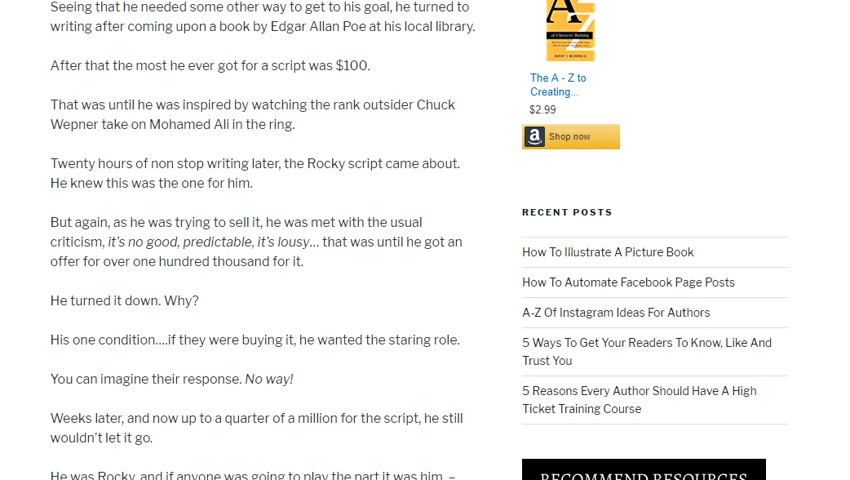 Seeing that he needed some other way to get to his goal, he turned to
writing after coming upon a book by Edgar Allan Poe at his local library.
After that the most he ever got for a script was $100.
That was until he was inspired by watching the rank outsider Chuck
Wepner take on Mohamed Ali in the ring.
Twenty hours of non stop writing later, the Rocky script came about.
He knew this was the one for him.
But again, as he was trying to sell it, he was met with the usual
criticism, it’s no good, predictable, it’s lousy… that was until he got an
offer for over one hundred thousand for it.
He turned it down. Why?
His one condition….if they were buying it, he wanted the staring role.
You can imagine their response. No way!
Weeks later, and now up to a quarter of a million for the script, he still
wouldn’t let it go.
He was Rocky, and if anyone was going to play the part it was him. –
A
Z
of Character Building
The A - Z to
Creating...
$2.99
a
Shop now
RECENT POSTS
How To Illustrate A Picture Book
How To Automate Facebook Page Posts
A-Z Of Instagram Ideas For Authors
5 Ways To Get Your Readers To Know, Like And
Trust You
5 Reasons Every Author Should Have A High
Ticket Training Course
RECOMMEND RESOURCES